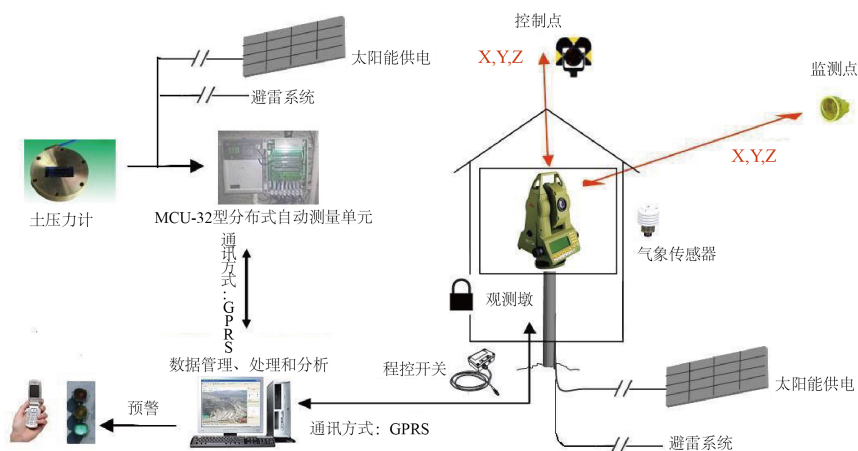 控制点
X,Y,Z
太阳能供电
监测点
避雷系统
X,Y,Z
土压力计
MCU-32型分布式自动测量单元
气象传感器
通讯方式:GPRS
观测墩
数据管理、处理和分析
程控开关
太阳能供电
预警
通讯方式：GPRS
避雷系统